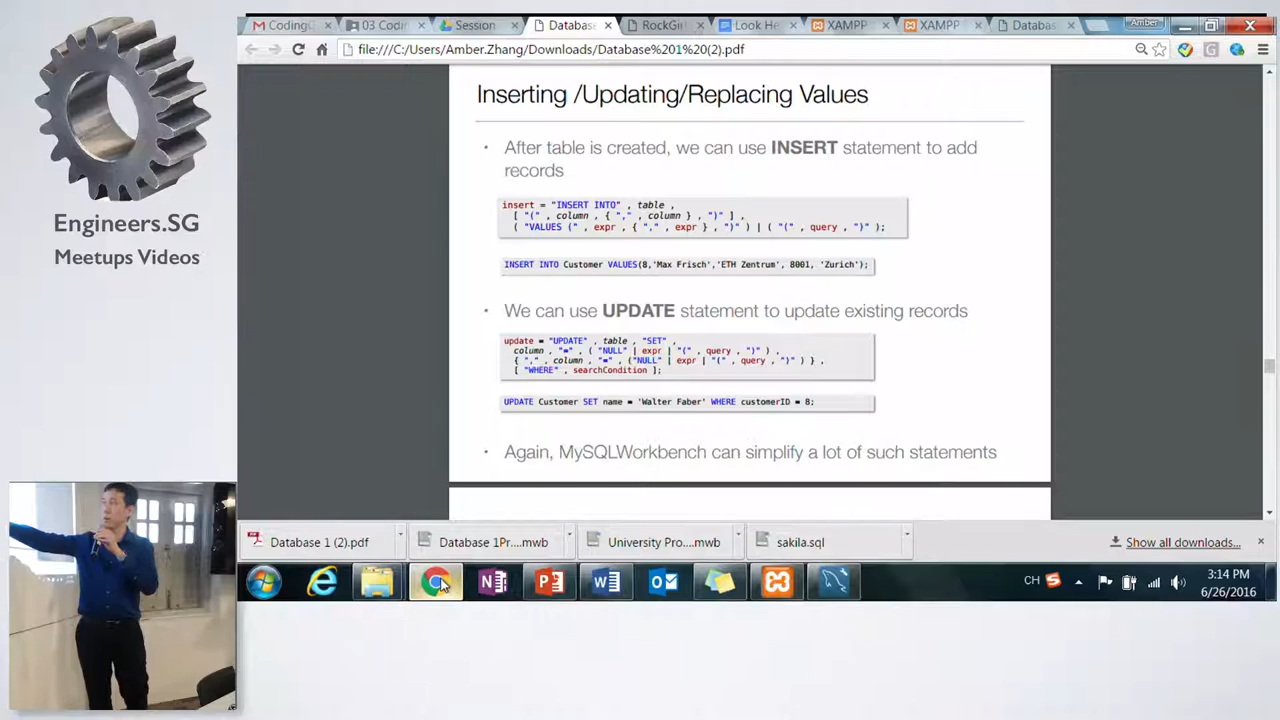 CodingG
03 Codin
Session
Databas
RockGir
Look He
XAMPP
XAMPP
Databas
Amber
file:///C:/Users/Amber.Zhang/Downloads/Database%201%20(2).pdf
Engineers.SG
Meetups Videos
Inserting /Updating/Replacing Values
• After table is created, we can use INSERT statement to add
records
insert = "INSERT INTO" , table ,
[ "(" , column , { "," , column } , ")" ] ,
( "VALUES (" , expr , { "," , expr } , ")" ) | ( "(" , query , ")" );
INSERT INTO Customer VALUES(8,'Max Frisch','ETH Zentrum', 8001, 'Zurich');
• We can use UPDATE statement to update existing records
update = "UPDATE" , table , "SET" ,
column , "=" , ( "NULL" | expr | "(" , query , ")" ) ,
{ "," , column , "=" , ("NULL" | expr | "(" , query , ")" ) } ,
[ "WHERE" , searchCondition ];
UPDATE Customer SET name = 'Walter Faber' WHERE customerID = 8;
• Again, MySQLWorkbench can simplify a lot of such statements
Database 1 (2).pdf
Database 1Pr....mwb
University Pro....mwb
sakila.sql
Show all downloads...
CH
3:14 PM
6/26/2016